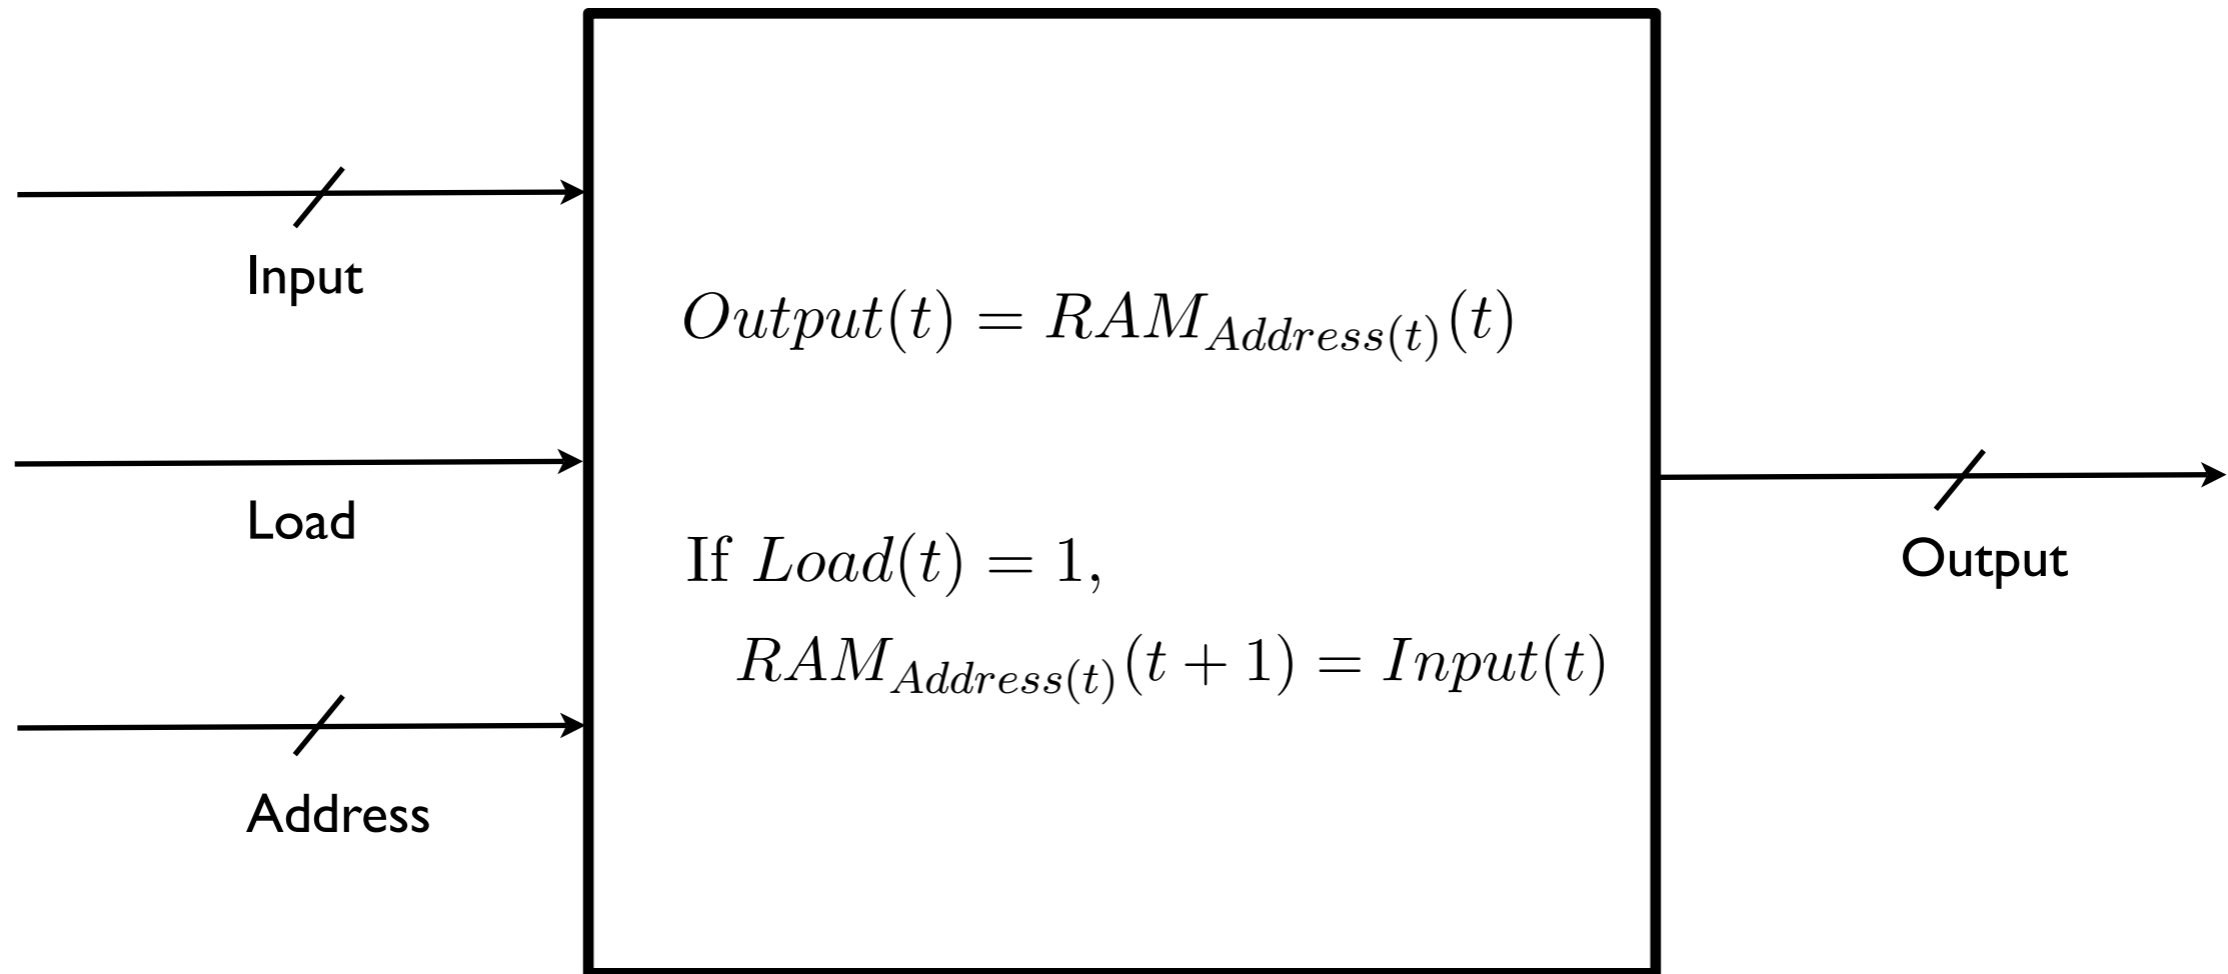 Input
Load
Address
Output(t) = RAM_{Address(t)}(t)
If Load(t) = 1,
RAM_{Address(t)}(t + 1) = Input(t)
Output